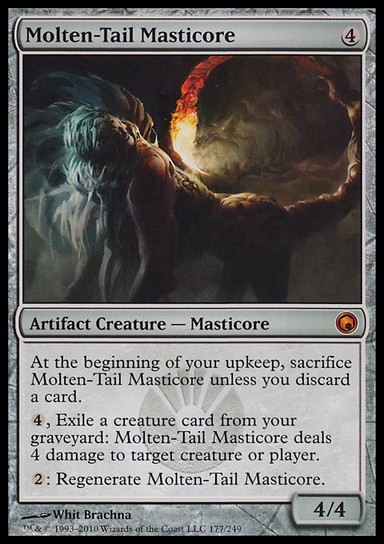 Molten-Tail Masticore 4
Artifact Creature — Masticore
At the beginning of your upkeep, sacrifice
Molten-Tail Masticore unless you discard
a card.
4, Exile a creature card from your
graveyard: Molten-Tail Masticore deals
4 damage to target creature or player.
2: Regenerate Molten-Tail Masticore.
Whit Brachna
4/4
™ & © 1993–2010 Wizards of the Coast LLC 177/249